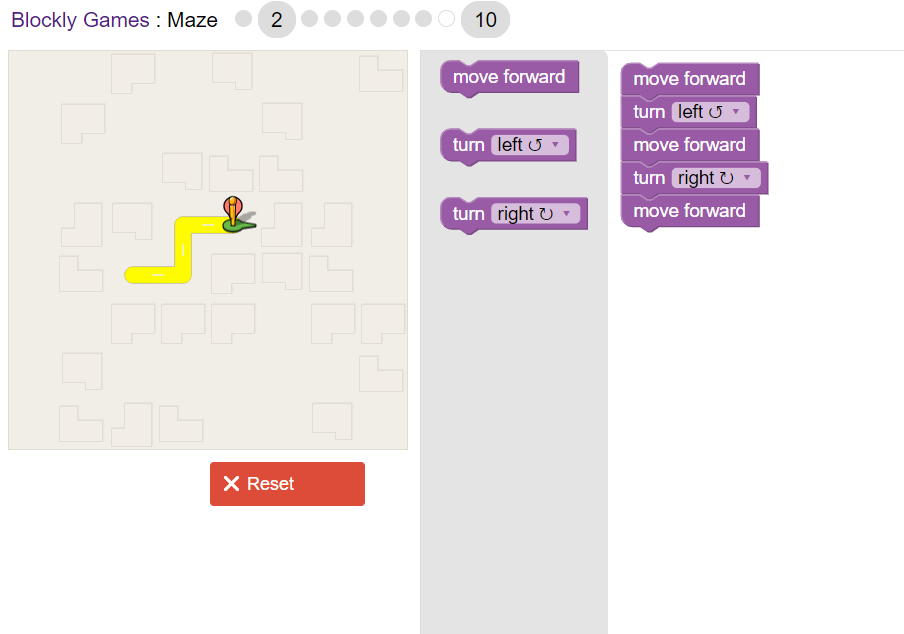 Blockly Games : Maze 2 10
move forward
turn left ↺ ▾
turn right ↻ ▾
move forward
turn left ↺ ▾
move forward
turn right ↻ ▾
move forward
Reset